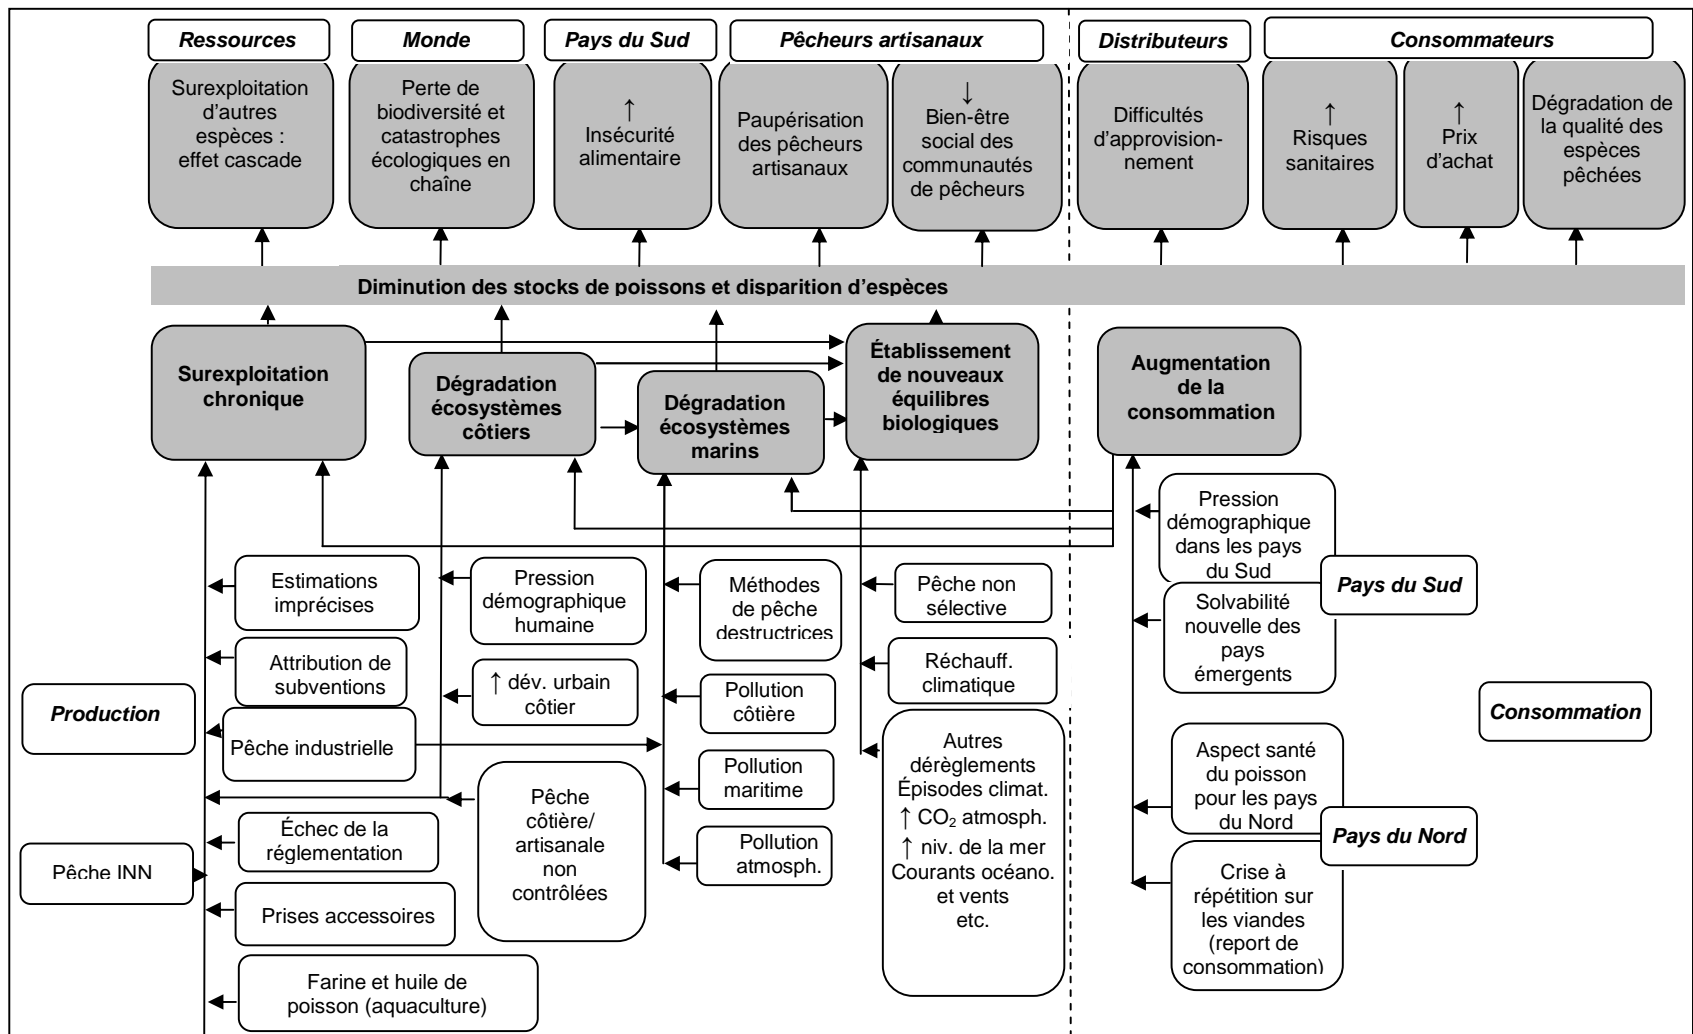 Ressources
Monde
Pays du Sud
Pêcheurs artisanaux
Distributeurs
Consommateurs
Surexploitation
d’autres
espèces :
effet cascade
Perte de
biodiversité et
catastrophes
écologiques en
chaîne
↑
Insécurité
alimentaire
Paupérisation
des pêcheurs
artisanaux
↓
Bien-être
social des
communautés
de pêcheurs
Difficultés
d’approvision-
nement
↑
Risques
sanitaires
↑
Prix
d’achat
Dégradation de
la qualité des
espèces
pêchées
Diminution des stocks de poissons et disparition d’espèces
Surexploitation
chronique
Dégradation
écosystèmes
côtiers
Dégradation
écosystèmes
marins
Établissement
de nouveaux
équilibres
biologiques
Augmentation
de la
consommation
Production
Pêche INN
Estimations
imprécises
Attribution de
subventions
Pêche industrielle
Échec de la
réglementation
Prises accessoires
Farine et huile de
poisson (aquaculture)
Pression
démographique
humaine
↑ dév. urbain
côtier
Pêche
côtière/
artisanale
non
contrôlées
Méthodes
de pêche
destructrices
Pollution
côtière
Pollution
maritime
Pollution
atmosph.
Pêche non
sélective
Réchauff.
climatique
Autres
dérèglements
Épisodes climat.
↑ CO₂ atmosph.
↑ niv. de la mer
Courants océano.
et vents
etc.
Pression
démographique
dans les pays
du Sud
Solvabilité
nouvelle des
pays
émergents
Pays du Sud
Aspect santé
du poisson
pour les pays
du Nord
Crise à
répétition sur
les viandes
(report de
consommation)
Pays du Nord
Consommation